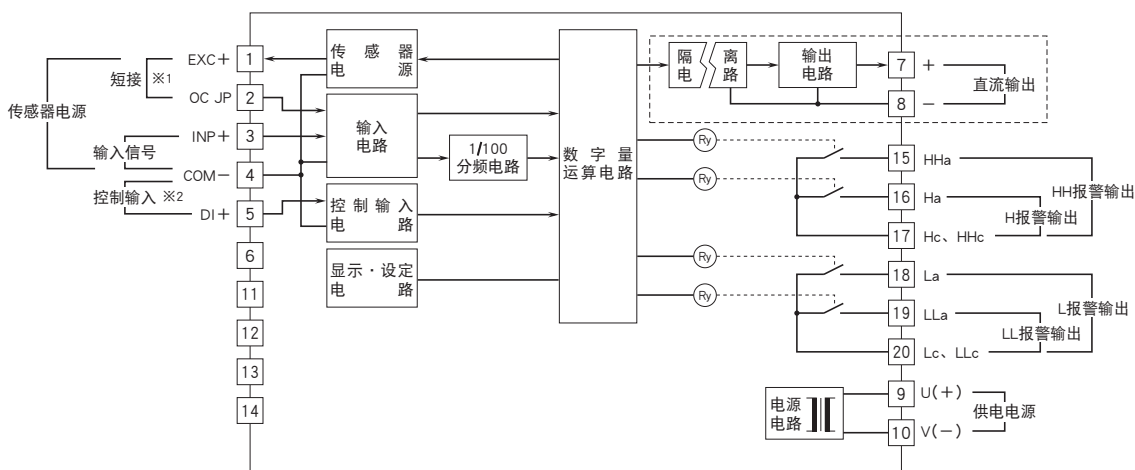 传感器电源
短接 ※1
输入信号
控制输入 ※2
EXC+ 1
OC JP 2
INP+ 3
COM− 4
DI+ 5
6
11
12
13
14
传感器
电源
输入
电路
1/100
分频电路
控制输入
电路
显示・设定
电路
数字量
运算电路
隔离
电路
输出
电路
Ry
Ry
Ry
Ry
7 +
8 −
直流输出
15 HHa
16 Ha
17 Hc、HHc
H报警输出
HH报警输出
18 La
19 LLa
20 Lc、LLc
LL报警输出
L报警输出
电源
电路
9 U(+)
10 V(−)
供电电源